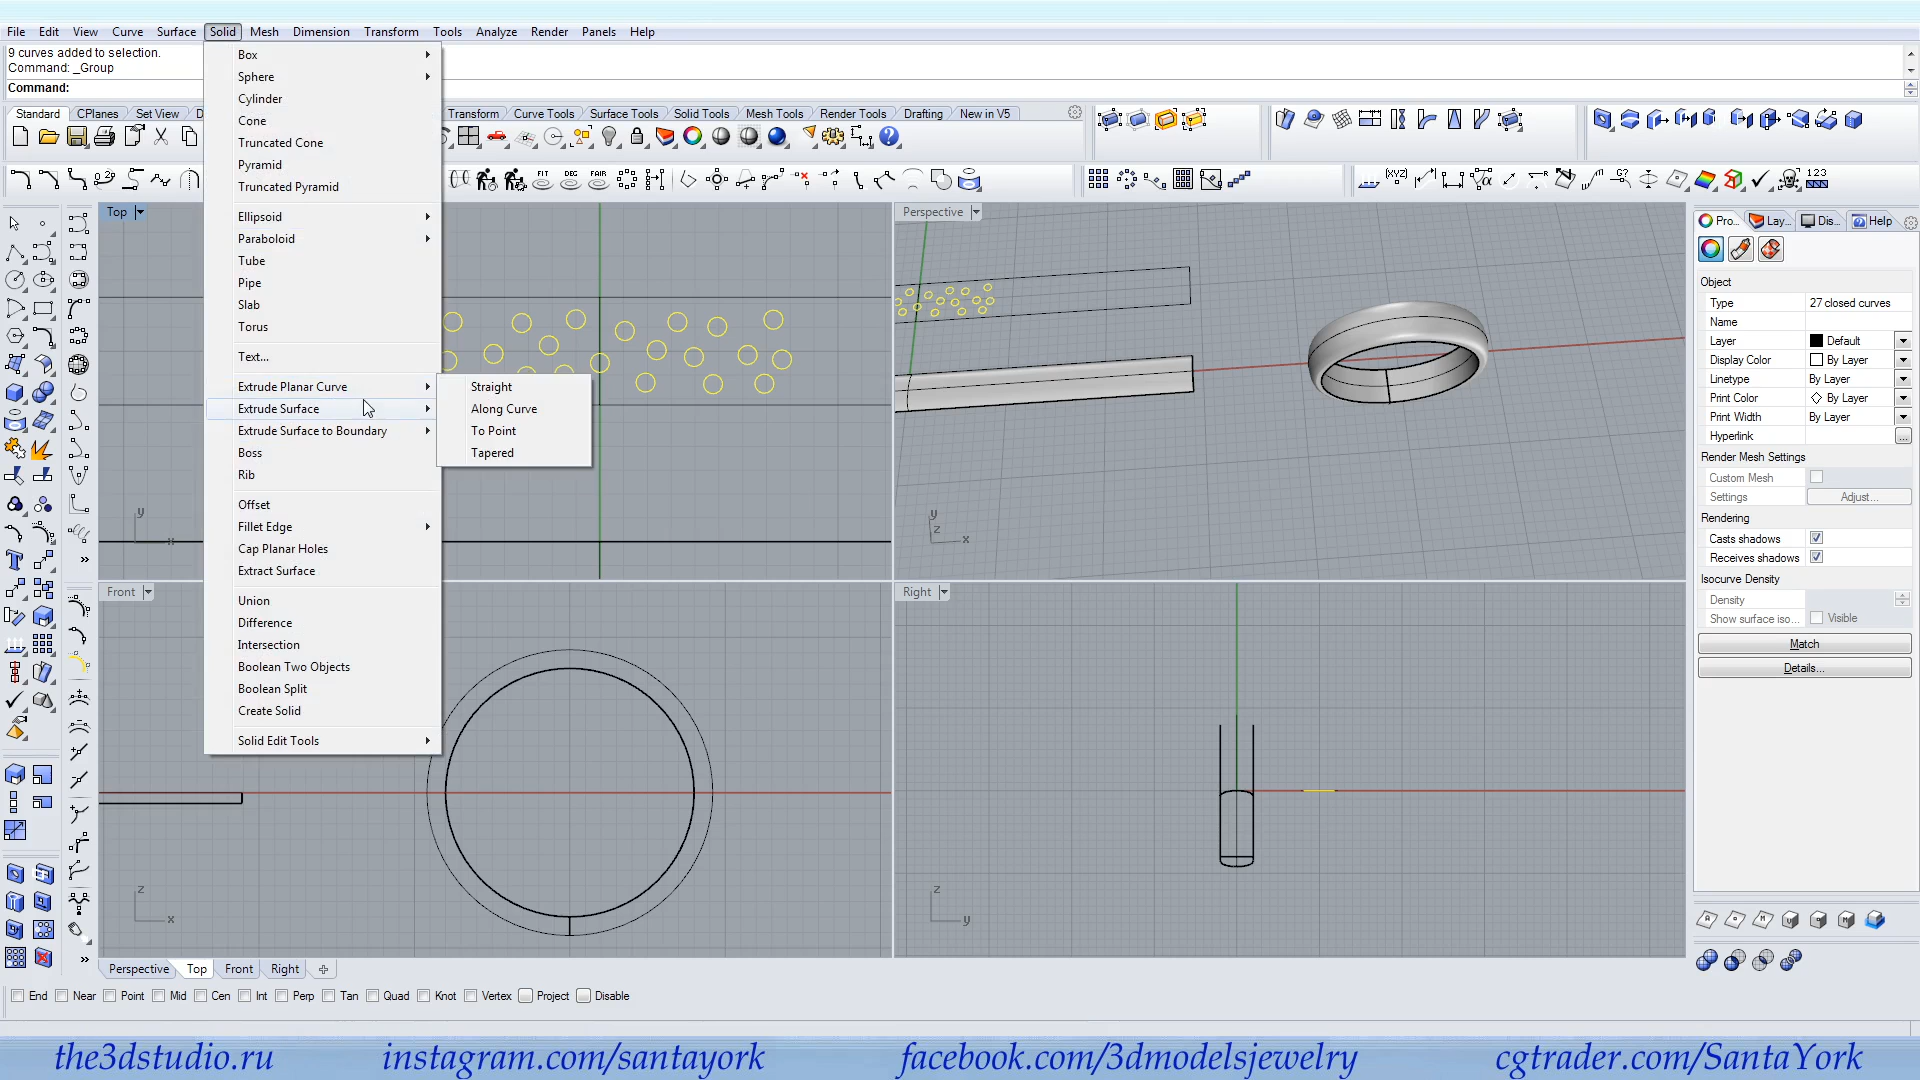 File Edit View Curve Surface Solid Mesh Dimension Transform Tools Analyze Render Panels Help
9 curves added to selection.
Command: _Group
Command:
Standard CPlanes Set View D Transform Curve Tools Surface Tools Solid Tools Mesh Tools Render Tools Drafting New in V5
FIT DEG FAIR [XYZ] G? 123
Box
Sphere
Cylinder
Cone
Truncated Cone
Pyramid
Truncated Pyramid
Ellipsoid
Paraboloid
Tube
Pipe
Slab
Torus
Text...
Extrude Planar Curve
Extrude Surface
Extrude Surface to Boundary
Boss
Rib
Offset
Fillet Edge
Cap Planar Holes
Extract Surface
Union
Difference
Intersection
Boolean Two Objects
Boolean Split
Create Solid
Solid Edit Tools
Straight
Along Curve
To Point
Tapered
Top
y
x
Perspective
y
z
x
Front
z
x
Right
z
y
Pro... Lay... Dis... Help
Object
Type 27 closed curves
Name
Layer Default
Display Color By Layer
Linetype By Layer
Print Color By Layer
Print Width By Layer
Hyperlink ...
Render Mesh Settings
Custom Mesh
Settings Adjust...
Rendering
Casts shadows
Receives shadows
Isocurve Density
Density
Show surface iso... Visible
Match
Details...
Perspective Top Front Right
End Near Point Mid Cen Int Perp Tan Quad Knot Vertex Project Disable
the3dstudio.ru instagram.com/santayork facebook.com/3dmodelsjewelry cgtrader.com/SantaYork